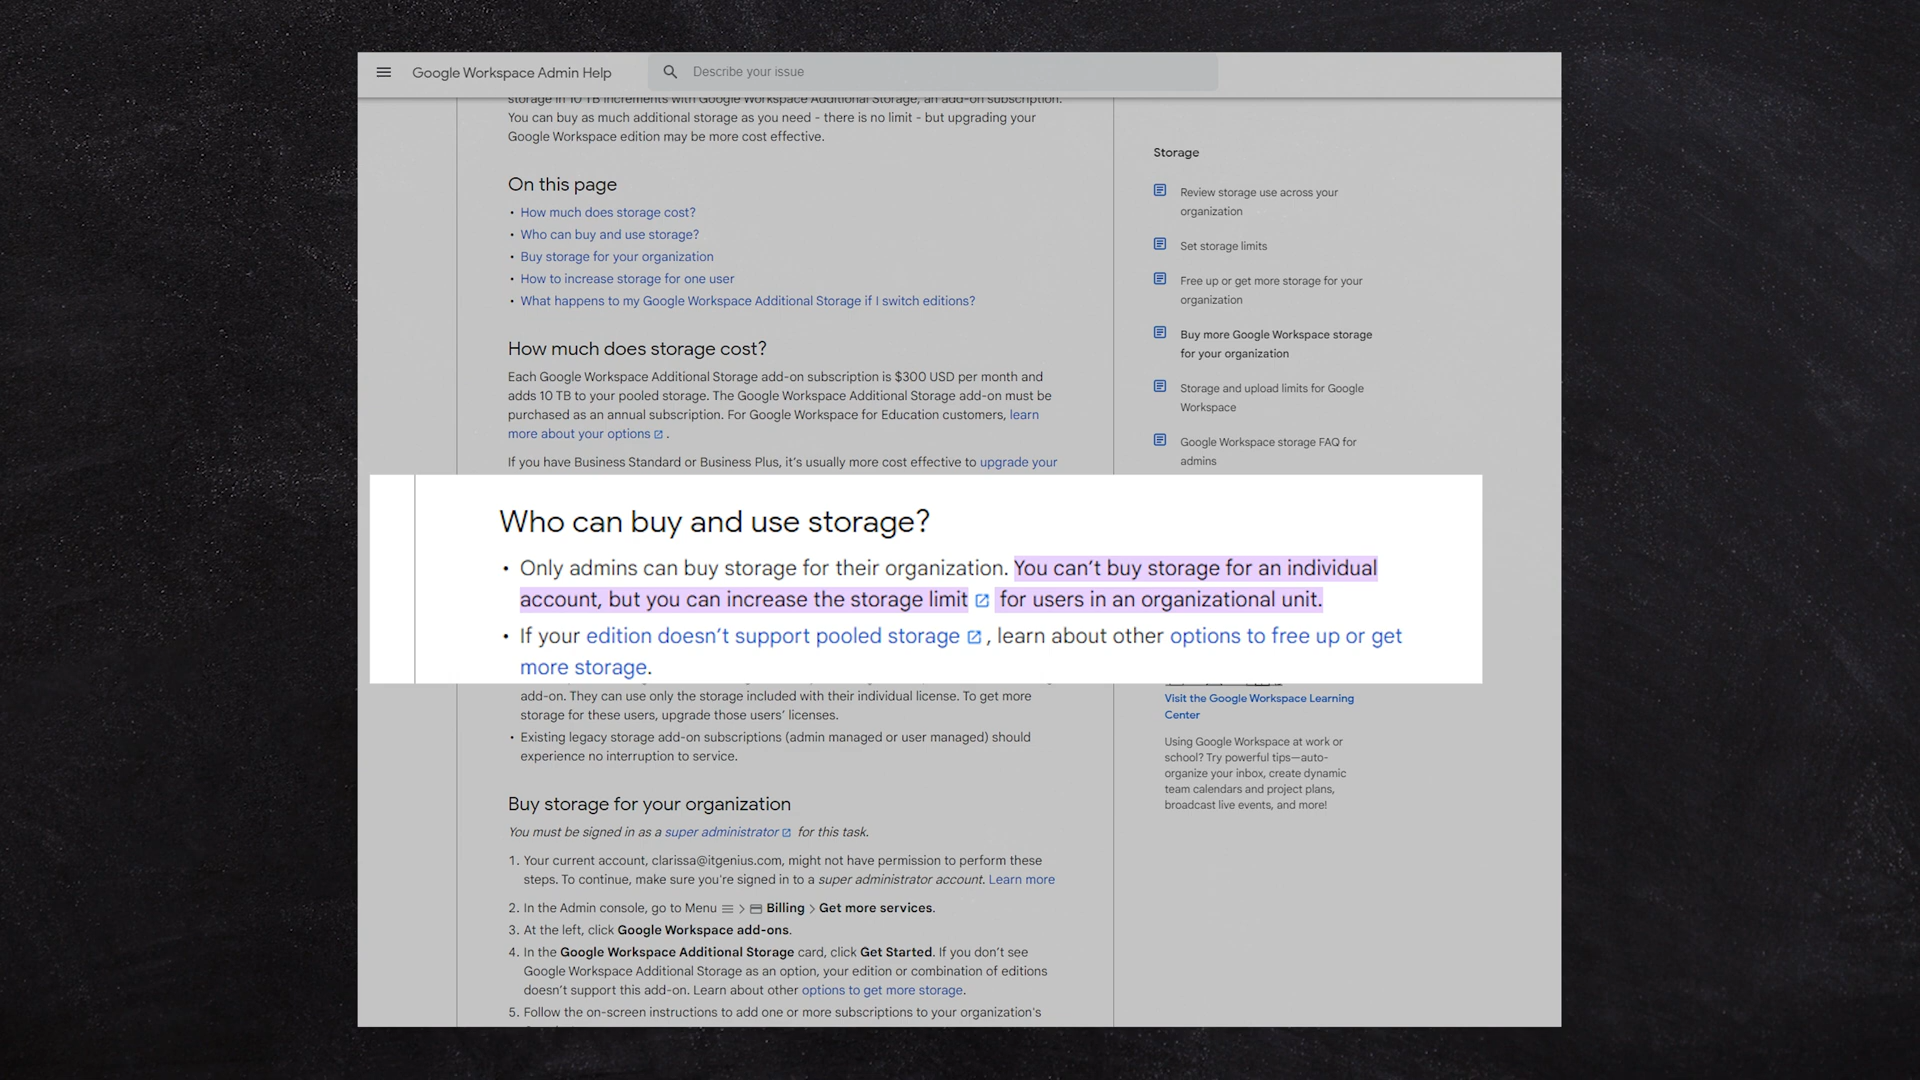 Google Workspace Admin Help
Describe your issue
storage in 10 TB increments with Google Workspace Additional Storage, an add-on subscription.
You can buy as much additional storage as you need - there is no limit - but upgrading your
Google Workspace edition may be more cost effective.
On this page
• How much does storage cost?
• Who can buy and use storage?
• Buy storage for your organization
• How to increase storage for one user
• What happens to my Google Workspace Additional Storage if I switch editions?
How much does storage cost?
Each Google Workspace Additional Storage add-on subscription is $300 USD per month and
adds 10 TB to your pooled storage. The Google Workspace Additional Storage add-on must be
purchased as an annual subscription. For Google Workspace for Education customers, learn
more about your options .
If you have Business Standard or Business Plus, it's usually more cost effective to upgrade your
Who can buy and use storage?
• Only admins can buy storage for their organization. You can't buy storage for an individual
account, but you can increase the storage limit for users in an organizational unit.
• If your edition doesn't support pooled storage , learn about other options to free up or get
more storage.
add-on. They can use only the storage included with their individual license. To get more
storage for these users, upgrade those users' licenses.
• Existing legacy storage add-on subscriptions (admin managed or user managed) should
experience no interruption to service.
Buy storage for your organization
You must be signed in as a super administrator for this task.
1. Your current account, clarissa@itgenius.com, might not have permission to perform these
steps. To continue, make sure you're signed in to a super administrator account. Learn more
2. In the Admin console, go to Menu > Billing > Get more services.
3. At the left, click Google Workspace add-ons.
4. In the Google Workspace Additional Storage card, click Get Started. If you don't see
Google Workspace Additional Storage as an option, your edition or combination of editions
doesn't support this add-on. Learn about other options to get more storage.
5. Follow the on-screen instructions to add one or more subscriptions to your organization's
Storage
Review storage use across your
organization
Set storage limits
Free up or get more storage for your
organization
Buy more Google Workspace storage
for your organization
Storage and upload limits for Google
Workspace
Google Workspace storage FAQ for
admins
Visit the Google Workspace Learning
Center
Using Google Workspace at work or
school? Try powerful tips—auto-
organize your inbox, create dynamic
team calendars and project plans,
broadcast live events, and more!